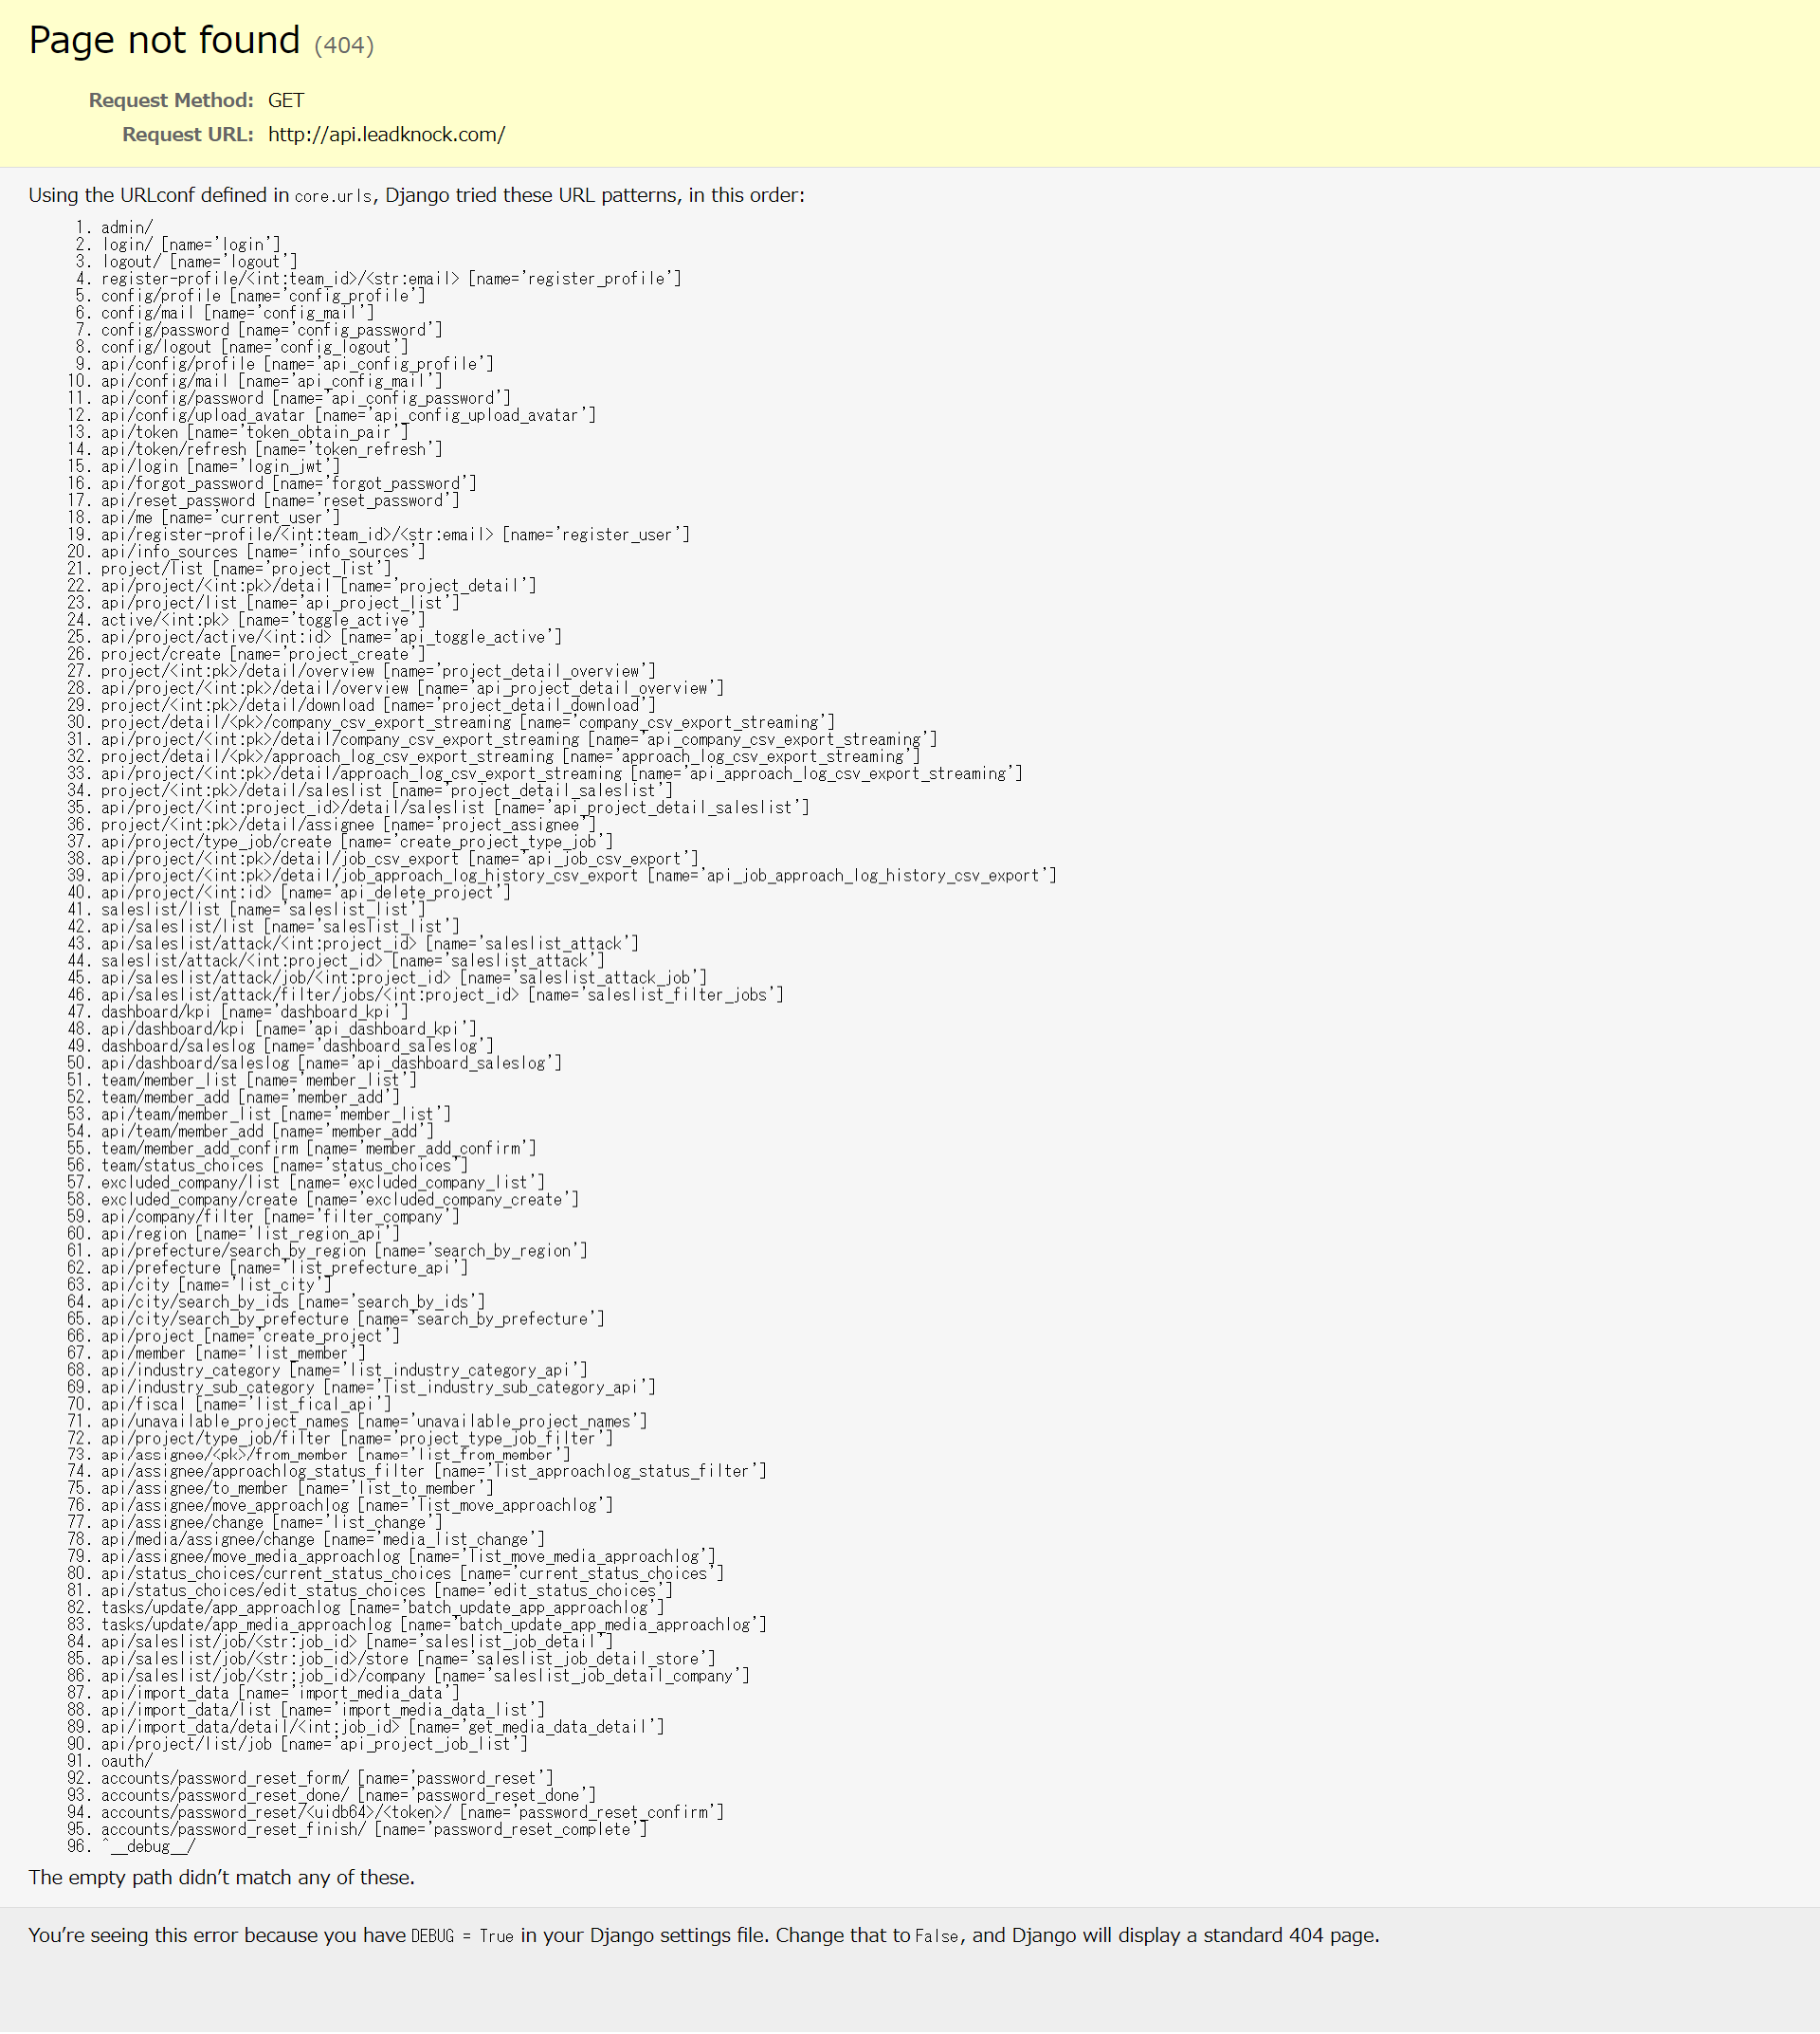 Page not found (404)
Request Method: GET
Request URL: http://api.leadknock.com/
Using the URLconf defined in core.urls, Django tried these URL patterns, in this order:
1. admin/
2. login/ [name='login']
3. logout/ [name='logout']
4. register-profile/<int:team_id>/<str:email> [name='register_profile']
5. config/profile [name='config_profile']
6. config/mail [name='config_mail']
7. config/password [name='config_password']
8. config/logout [name='config_logout']
9. api/config/profile [name='api_config_profile']
10. api/config/mail [name='api_config_mail']
11. api/config/password [name='api_config_password']
12. api/config/upload_avatar [name='api_config_upload_avatar']
13. api/token [name='token_obtain_pair']
14. api/token/refresh [name='token_refresh']
15. api/login [name='login_jwt']
16. api/forgot_password [name='forgot_password']
17. api/reset_password [name='reset_password']
18. api/me [name='current_user']
19. api/register-profile/<int:team_id>/<str:email> [name='register_user']
20. api/info_sources [name='info_sources']
21. project/list [name='project_list']
22. api/project/<int:pk>/detail [name='project_detail']
23. api/project/list [name='api_project_list']
24. active/<int:pk> [name='toggle_active']
25. api/project/active/<int:id> [name='api_toggle_active']
26. project/create [name='project_create']
27. project/<int:pk>/detail/overview [name='project_detail_overview']
28. api/project/<int:pk>/detail/overview [name='api_project_detail_overview']
29. project/<int:pk>/detail/download [name='project_detail_download']
30. project/detail/<pk>/company_csv_export_streaming [name='company_csv_export_streaming']
31. api/project/<int:pk>/detail/company_csv_export_streaming [name='api_company_csv_export_streaming']
32. project/detail/<pk>/approach_log_csv_export_streaming [name='approach_log_csv_export_streaming']
33. api/project/<int:pk>/detail/approach_log_csv_export_streaming [name='api_approach_log_csv_export_streaming']
34. project/<int:pk>/detail/saleslist [name='project_detail_saleslist']
35. api/project/<int:project_id>/detail/saleslist [name='api_project_detail_saleslist']
36. project/<int:pk>/detail/assignee [name='project_assignee']
37. api/project/type_job/create [name='create_project_type_job']
38. api/project/<int:pk>/detail/job_csv_export [name='api_job_csv_export']
39. api/project/<int:pk>/detail/job_approach_log_history_csv_export [name='api_job_approach_log_history_csv_export']
40. api/project/<int:id> [name='api_delete_project']
41. saleslist/list [name='saleslist_list']
42. api/saleslist/list [name='saleslist_list']
43. api/saleslist/attack/<int:project_id> [name='saleslist_attack']
44. saleslist/attack/<int:project_id> [name='saleslist_attack']
45. api/saleslist/attack/job/<int:project_id> [name='saleslist_attack_job']
46. api/saleslist/attack/filter/jobs/<int:project_id> [name='saleslist_filter_jobs']
47. dashboard/kpi [name='dashboard_kpi']
48. api/dashboard/kpi [name='api_dashboard_kpi']
49. dashboard/saleslog [name='dashboard_saleslog']
50. api/dashboard/saleslog [name='api_dashboard_saleslog']
51. team/member_list [name='member_list']
52. team/member_add [name='member_add']
53. api/team/member_list [name='member_list']
54. api/team/member_add [name='member_add']
55. team/member_add_confirm [name='member_add_confirm']
56. team/status_choices [name='status_choices']
57. excluded_company/list [name='excluded_company_list']
58. excluded_company/create [name='excluded_company_create']
59. api/company/filter [name='filter_company']
60. api/region [name='list_region_api']
61. api/prefecture/search_by_region [name='search_by_region']
62. api/prefecture [name='list_prefecture_api']
63. api/city [name='list_city']
64. api/city/search_by_ids [name='search_by_ids']
65. api/city/search_by_prefecture [name='search_by_prefecture']
66. api/project [name='create_project']
67. api/member [name='list_member']
68. api/industry_category [name='list_industry_category_api']
69. api/industry_sub_category [name='list_industry_sub_category_api']
70. api/fiscal [name='list_fical_api']
71. api/unavailable_project_names [name='unavailable_project_names']
72. api/project/type_job/filter [name='project_type_job_filter']
73. api/assignee/<pk>/from_member [name='list_from_member']
74. api/assignee/approachlog_status_filter [name='list_approachlog_status_filter']
75. api/assignee/to_member [name='list_to_member']
76. api/assignee/move_approachlog [name='list_move_approachlog']
77. api/assignee/change [name='list_change']
78. api/media/assignee/change [name='media_list_change']
79. api/assignee/move_media_approachlog [name='list_move_media_approachlog']
80. api/status_choices/current_status_choices [name='current_status_choices']
81. api/status_choices/edit_status_choices [name='edit_status_choices']
82. tasks/update/app_approachlog [name='batch_update_app_approachlog']
83. tasks/update/app_media_approachlog [name='batch_update_app_media_approachlog']
84. api/saleslist/job/<str:job_id> [name='saleslist_job_detail']
85. api/saleslist/job/<str:job_id>/store [name='saleslist_job_detail_store']
86. api/saleslist/job/<str:job_id>/company [name='saleslist_job_detail_company']
87. api/import_data [name='import_media_data']
88. api/import_data/list [name='import_media_data_list']
89. api/import_data/detail/<int:job_id> [name='get_media_data_detail']
90. api/project/list/job [name='api_project_job_list']
91. oauth/
92. accounts/password_reset_form/ [name='password_reset']
93. accounts/password_reset_done/ [name='password_reset_done']
94. accounts/password_reset/<uidb64>/<token>/ [name='password_reset_confirm']
95. accounts/password_reset_finish/ [name='password_reset_complete']
96. ^__debug__/
The empty path didn’t match any of these.
You’re seeing this error because you have DEBUG = True in your Django settings file. Change that to False, and Django will display a standard 404 page.